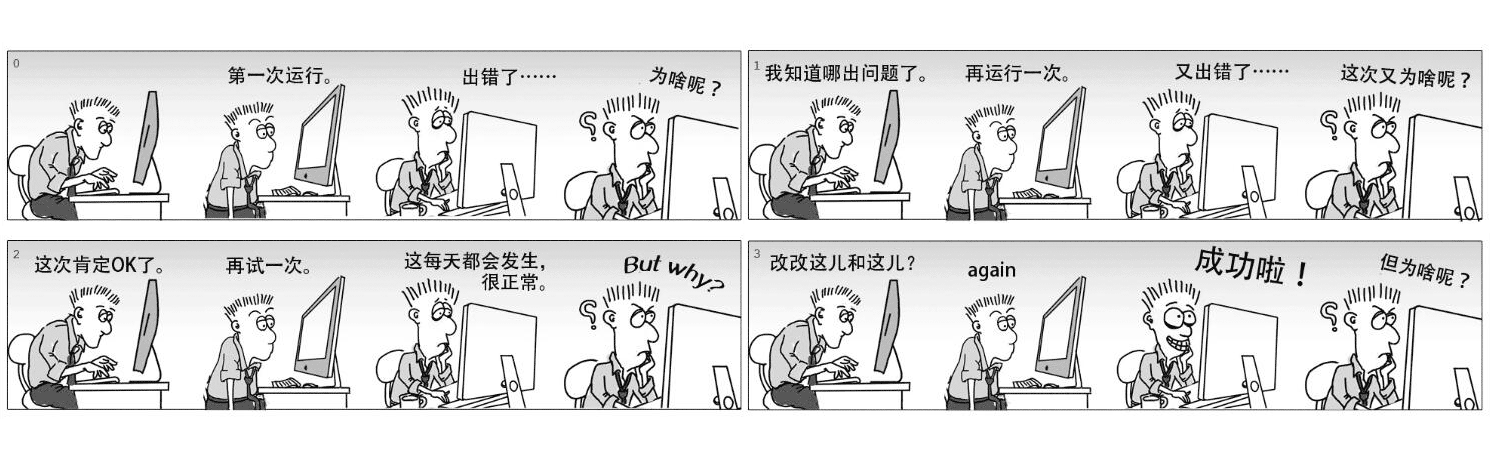 0
第一次运行。
出错了……
为啥呢？
1
我知道哪出问题了。
再运行一次。
又出错了……
这次又为啥呢？
2
这次肯定OK了。
再试一次。
这每天都会发生，
很正常。
But why?
3
改改这儿和这儿？
again
成功啦！
但为啥呢？